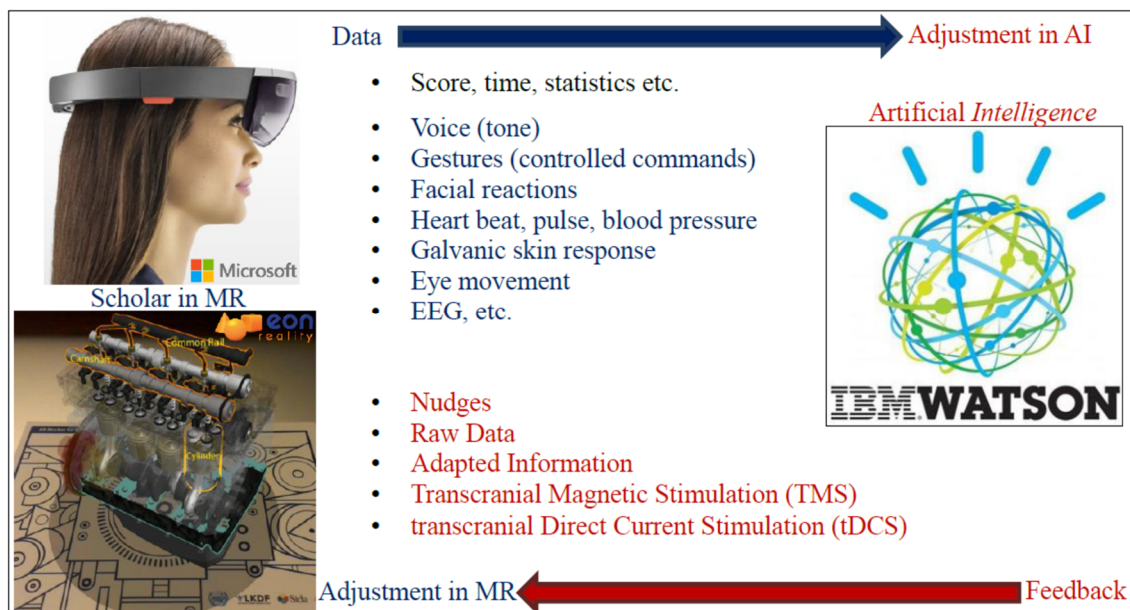 Data
Adjustment in AI
• Score, time, statistics etc.
• Voice (tone)
• Gestures (controlled commands)
• Facial reactions
• Heart beat, pulse, blood pressure
• Galvanic skin response
• Eye movement
• EEG, etc.
Artificial Intelligence
IBM WATSON
Microsoft
Scholar in MR
eon
reality
Common Rail
Camshaft
Cylinder
LKDF
Sida
• Nudges
• Raw Data
• Adapted Information
• Transcranial Magnetic Stimulation (TMS)
• transcranial Direct Current Stimulation (tDCS)
Adjustment in MR
Feedback